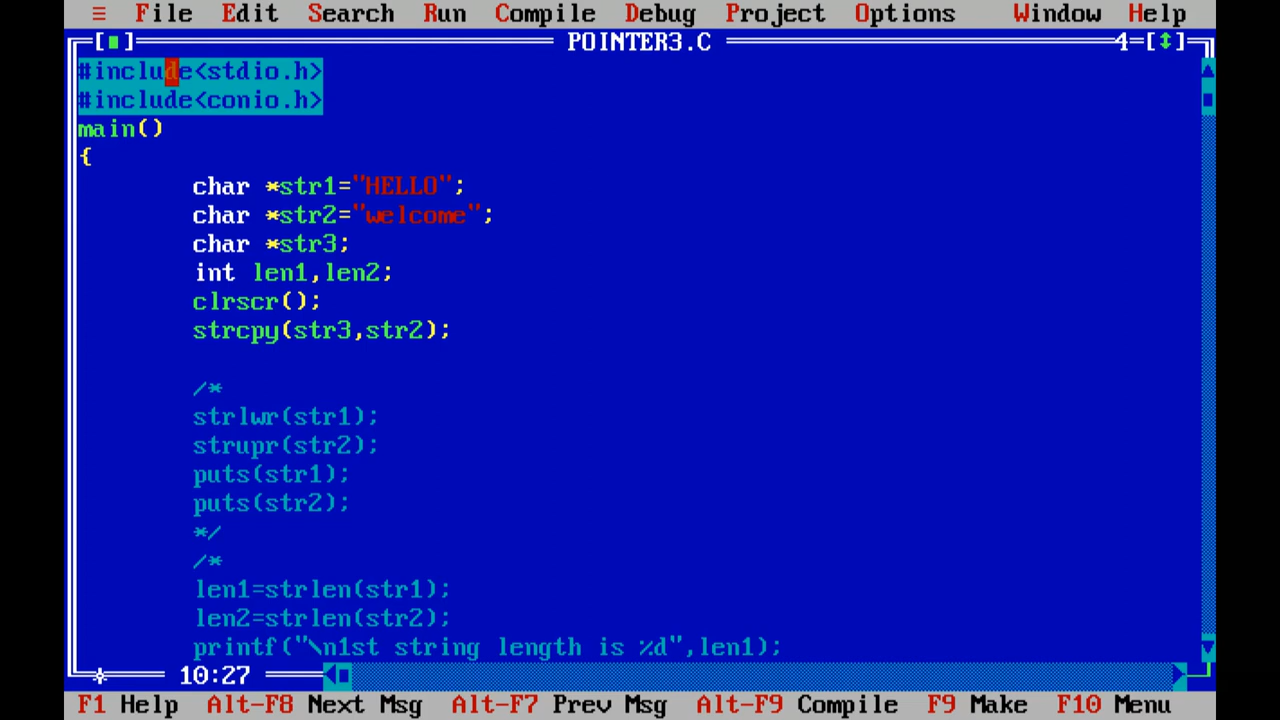 ≡ File Edit Search Run Compile Debug Project Options Window Help
POINTER3.C 4
#include<stdio.h>
#include<conio.h>
main()
{
char *str1="HELLO";
char *str2="welcome";
char *str3;
int len1,len2;
clrscr();
strcpy(str3,str2);
/*
strlwr(str1);
strupr(str2);
puts(str1);
puts(str2);
*/
/*
len1=strlen(str1);
len2=strlen(str2);
printf("\n1st string length is %d",len1);
10:27
F1 Help Alt-F8 Next Msg Alt-F7 Prev Msg Alt-F9 Compile F9 Make F10 Menu